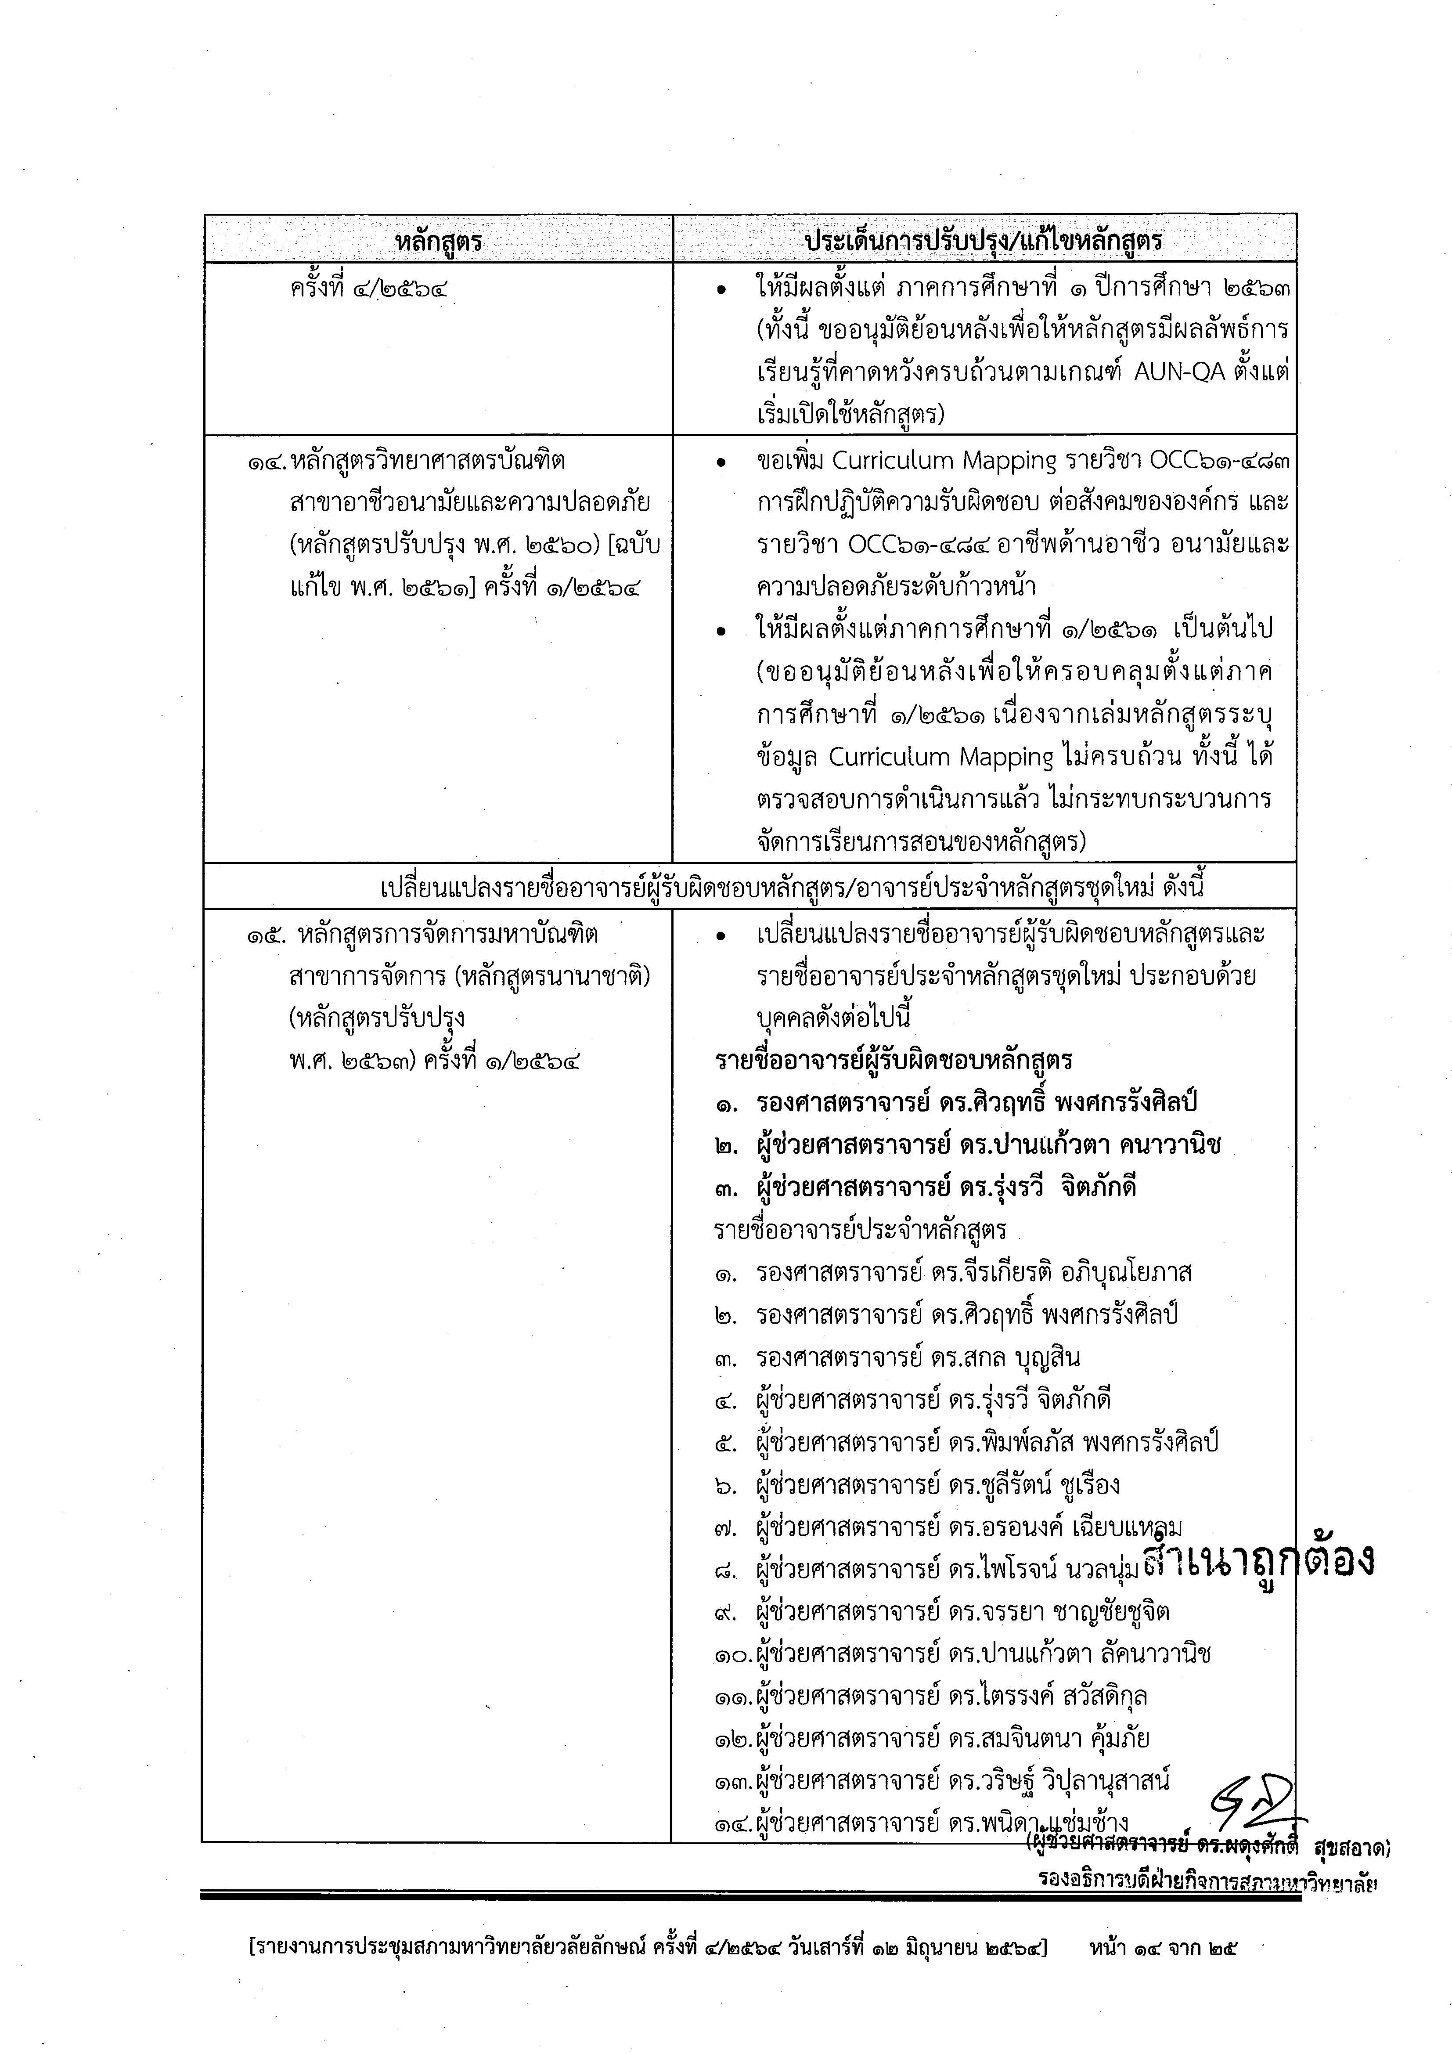 หลักสูตร
ประเด็นการปรับปรุง/แก้ไขหลักสูตร
ครั้งที่ ๔/๒๕๖๔
• ให้มีผลตั้งแต่ ภาคการศึกษาที่ ๑ ปีการศึกษา ๒๕๖๓
(ทั้งนี้ ขออนุมัติย้อนหลังเพื่อให้หลักสูตรมีผลลัพธ์การ
เรียนรู้ที่คาดหวังครบถ้วนตามเกณฑ์ AUN-QA ตั้งแต่
เริ่มเปิดใช้หลักสูตร)
๑๔. หลักสูตรวิทยาศาสตรบัณฑิต
สาขาอาชีวอนามัยและความปลอดภัย
(หลักสูตรปรับปรุง พ.ศ. ๒๕๖๐) [ฉบับ
แก้ไข พ.ศ. ๒๕๖๑] ครั้งที่ ๑/๒๕๖๔
• ขอเพิ่ม Curriculum Mapping รายวิชา OCC๖๑-๔๘๓
การฝึกปฏิบัติความรับผิดชอบ ต่อสังคมขององค์กร และ
รายวิชา OCC๖๑-๔๘๔ อาชีพด้านอาชีว อนามัยและ
ความปลอดภัยระดับก้าวหน้า
• ให้มีผลตั้งแต่ภาคการศึกษาที่ ๑/๒๕๖๑ เป็นต้นไป
(ขออนุมัติย้อนหลังเพื่อให้ครอบคลุมตั้งแต่ภาค
การศึกษาที่ ๑/๒๕๖๑ เนื่องจากเล่มหลักสูตรระบุ
ข้อมูล Curriculum Mapping ไม่ครบถ้วน ทั้งนี้ ได้
ตรวจสอบการดำเนินการแล้ว ไม่กระทบกระบวนการ
จัดการเรียนการสอนของหลักสูตร)
เปลี่ยนแปลงรายชื่ออาจารย์ผู้รับผิดชอบหลักสูตร/อาจารย์ประจำหลักสูตรชุดใหม่ ดังนี้
๑๕. หลักสูตรการจัดการมหาบัณฑิต
สาขาการจัดการ (หลักสูตรนานาชาติ)
(หลักสูตรปรับปรุง
พ.ศ. ๒๕๖๓) ครั้งที่ ๑/๒๕๖๔
• เปลี่ยนแปลงรายชื่ออาจารย์ผู้รับผิดชอบหลักสูตรและ
รายชื่ออาจารย์ประจำหลักสูตรชุดใหม่ ประกอบด้วย
บุคคลดังต่อไปนี้
รายชื่ออาจารย์ผู้รับผิดชอบหลักสูตร
๑. รองศาสตราจารย์ ดร.ศิวฤทธิ์ พงศกรรังศิลป์
๒. ผู้ช่วยศาสตราจารย์ ดร.ปานแก้วตา คนาวานิช
๓. ผู้ช่วยศาสตราจารย์ ดร.รุ่งรวี จิตภักดี
รายชื่ออาจารย์ประจำหลักสูตร
๑. รองศาสตราจารย์ ดร.จีรเกียรติ อภิบุณโยภาส
๒. รองศาสตราจารย์ ดร.ศิวฤทธิ์ พงศกรรังศิลป์
๓. รองศาสตราจารย์ ดร.สกล บุญสิน
๔. ผู้ช่วยศาสตราจารย์ ดร.รุ่งรวี จิตภักดี
๕. ผู้ช่วยศาสตราจารย์ ดร.พิมพ์ลภัส พงศกรรังศิลป์
๖. ผู้ช่วยศาสตราจารย์ ดร.ชูลีรัตน์ ชูเรือง
๗. ผู้ช่วยศาสตราจารย์ ดร.อรอนงค์ เฉียบแหลม
๘. ผู้ช่วยศาสตราจารย์ ดร.ไพโรจน์ นวลนุ่ม
สำเนาถูกต้อง
๙. ผู้ช่วยศาสตราจารย์ ดร.จรรยา ชาญชัยชูจิต
๑๐. ผู้ช่วยศาสตราจารย์ ดร.ปานแก้วตา ลัคนาวานิช
๑๑. ผู้ช่วยศาสตราจารย์ ดร.ไตรรงค์ สวัสดิกุล
๑๒. ผู้ช่วยศาสตราจารย์ ดร.สมจินตนา คุ้มภัย
๑๓. ผู้ช่วยศาสตราจารย์ ดร.วริษฐ์ วิปุลานุสาสน์
๑๔. ผู้ช่วยศาสตราจารย์ ดร.พนิดา แซ่มช้าง
(ผู้ช่วยศาสตราจารย์ ดร.ผดุงศักดิ์ สุขสอาด)
รองอธิการบดีฝ่ายกิจการสภามหาวิทยาลัย
[รายงานการประชุมสภามหาวิทยาลัยวลัยลักษณ์ ครั้งที่ ๔/๒๕๖๔ วันเสาร์ที่ ๑๒ มิถุนายน ๒๕๖๔] หน้า ๑๔ จาก ๒๕